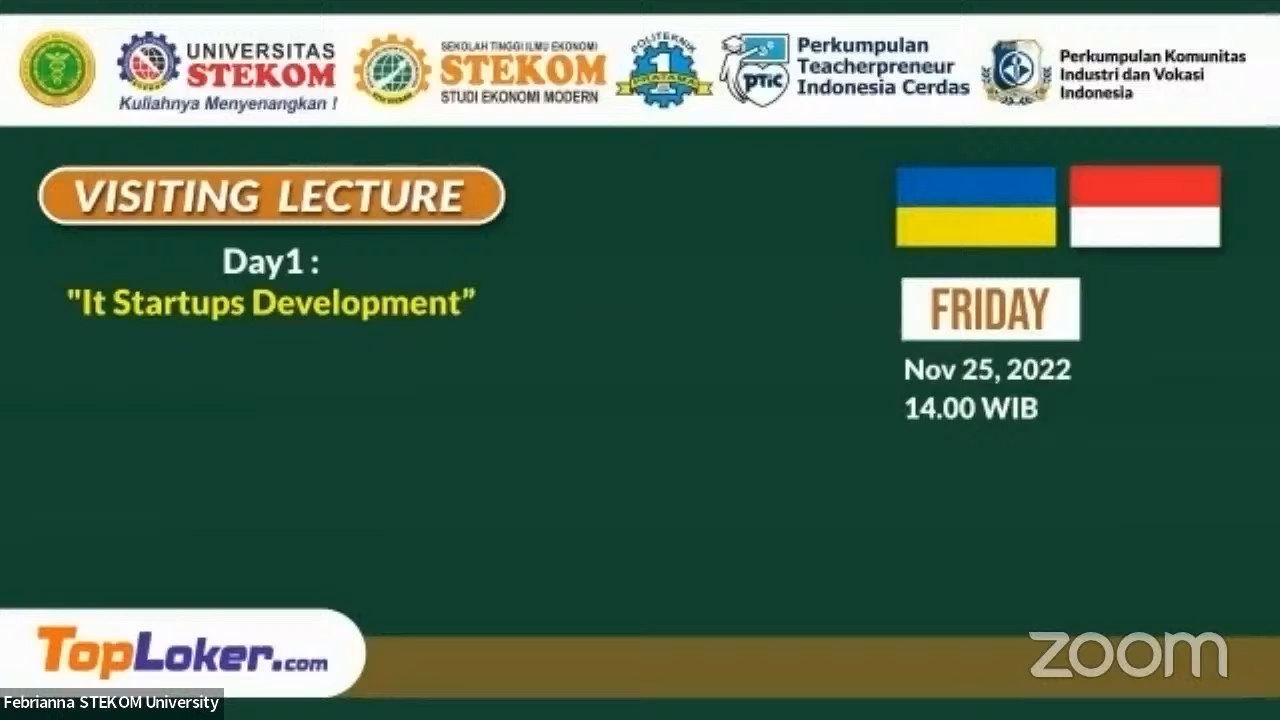 UNIVERSITAS
STEKOM
Kuliahnya Menyenangkan !
SEKOLAH TINGGI ILMU EKONOMI
STEKOM
STUDI EKONOMI MODERN
POLITEKNIK
1
PRATAMA
PTIC
Perkumpulan
Teacherpreneur
Indonesia Cerdas
Perkumpulan Komunitas
Industri dan Vokasi
Indonesia
VISITING LECTURE
Day1 :
"It Startups Development”
FRIDAY
Nov 25, 2022
14.00 WIB
TopLoker.com
zoom
Febrianna STEKOM University